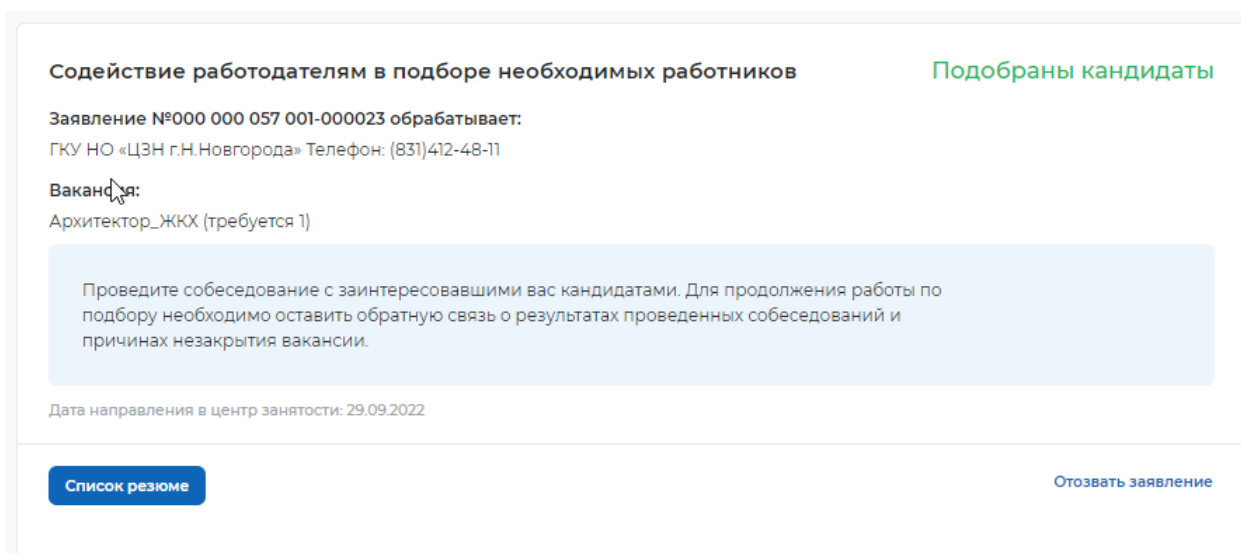 Содействие работодателям в подборе необходимых работников
Подобраны кандидаты
Заявление №000 000 057 001-000023 обрабатывает:
ГКУ НО «ЦЗН г.Н.Новгорода» Телефон: (831)412-48-11
Вакансия:
Архитектор_ЖКХ (требуется 1)
Проведите собеседование с заинтересовавшими вас кандидатами. Для продолжения работы по
подбору необходимо оставить обратную связь о результатах проведенных собеседований и
причинах незакрытия вакансии.
Дата направления в центр занятости: 29.09.2022
Список резюме
Отозвать заявление